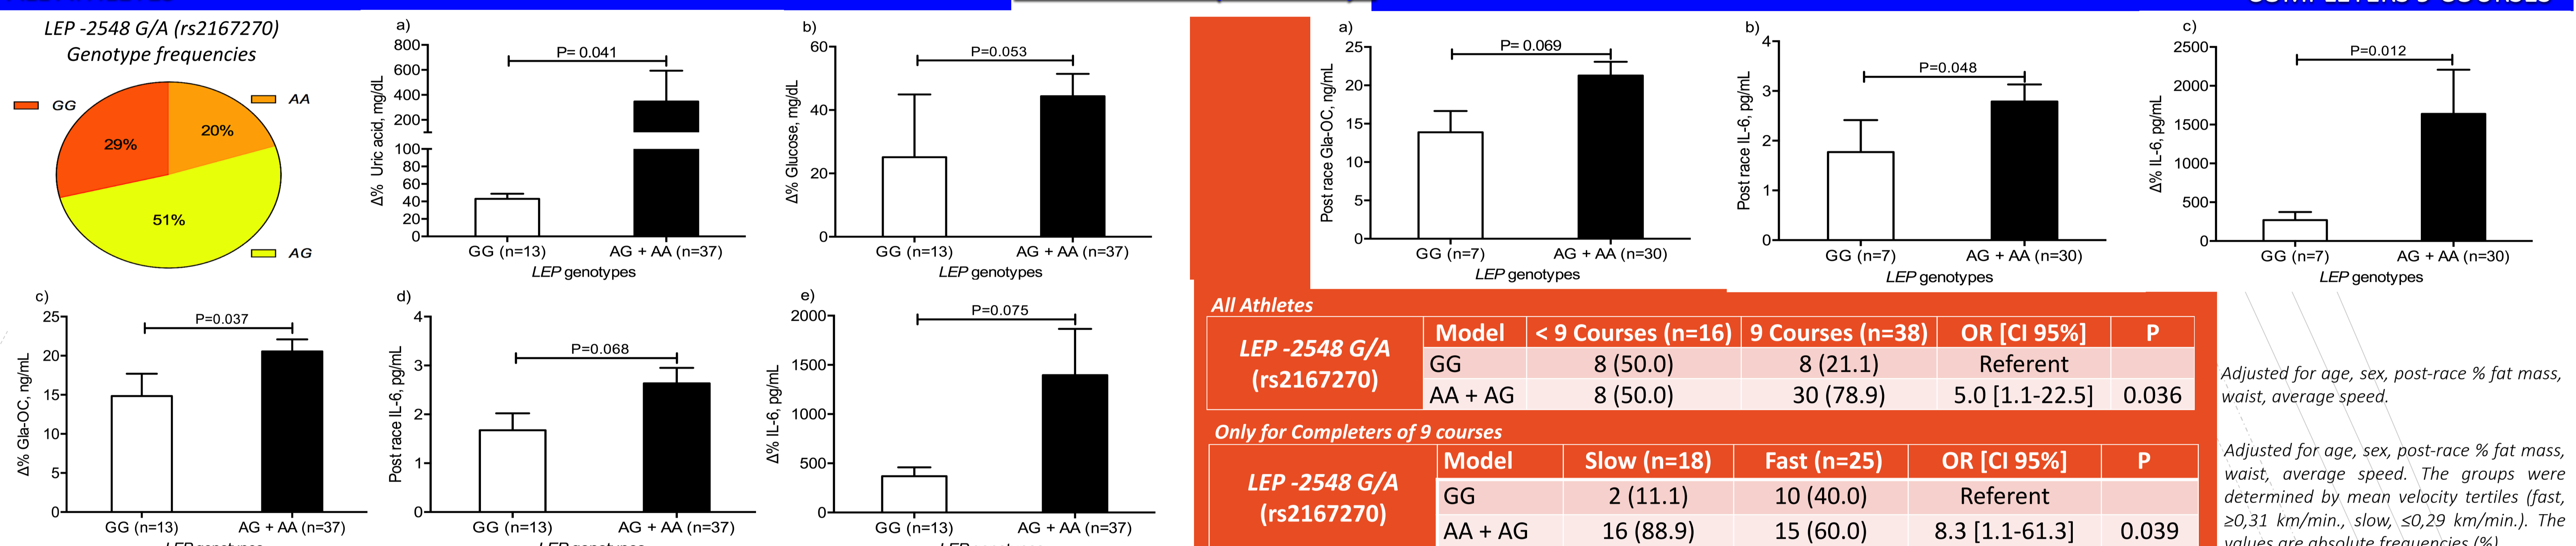 LEP -2548 G/A (rs2167270)
Genotype frequencies
GG
AA
29%
20%
51%
AG
a)
800
600
400
200
100
80
60
40
20
0
Δ% Uric acid, mg/dL
P= 0.041
GG (n=13)
AG + AA (n=37)
LEP genotypes
b)
60
40
20
0
Δ% Glucose, mg/dL
P=0.053
GG (n=13)
AG + AA (n=37)
LEP genotypes
c)
25
20
15
10
5
0
Δ% Gla-OC, ng/mL
P=0.037
GG (n=13)
AG + AA (n=37)
LEP genotypes
d)
4
3
2
1
0
Post race IL-6, pg/mL
P=0.068
GG (n=13)
AG + AA (n=37)
e)
2000
1500
1000
500
0
Δ% IL-6, pg/mL
P=0.075
GG (n=13)
AG + AA (n=37)
COMPLETERS 9 COURSES
a)
25
20
15
10
5
0
Post race Gla-OC, ng/mL
P= 0.069
GG (n=7)
AG + AA (n=30)
LEP genotypes
b)
4
3
2
1
0
Post race IL-6, pg/mL
P=0.048
GG (n=7)
AG + AA (n=30)
LEP genotypes
c)
2500
2000
1500
1000
500
0
Δ% IL-6, pg/mL
P=0.012
GG (n=7)
AG + AA (n=30)
LEP genotypes
All Athletes
LEP -2548 G/A
(rs2167270)
Model < 9 Courses (n=16) 9 Courses (n=38) OR [CI 95%] P
GG 8 (50.0) 8 (21.1) Referent
AA + AG 8 (50.0) 30 (78.9) 5.0 [1.1-22.5] 0.036
Adjusted for age, sex, post-race % fat mass,
waist, average speed.
Only for Completers of 9 courses
LEP -2548 G/A
(rs2167270)
Model Slow (n=18) Fast (n=25) OR [CI 95%] P
GG 2 (11.1) 10 (40.0) Referent
AA + AG 16 (88.9) 15 (60.0) 8.3 [1.1-61.3] 0.039
Adjusted for age, sex, post-race % fat mass,
waist, average speed. The groups were
determined by mean velocity tertiles (fast,
≥0,31 km/min., slow, ≤0,29 km/min.). The
values are absolute frequencies (%)